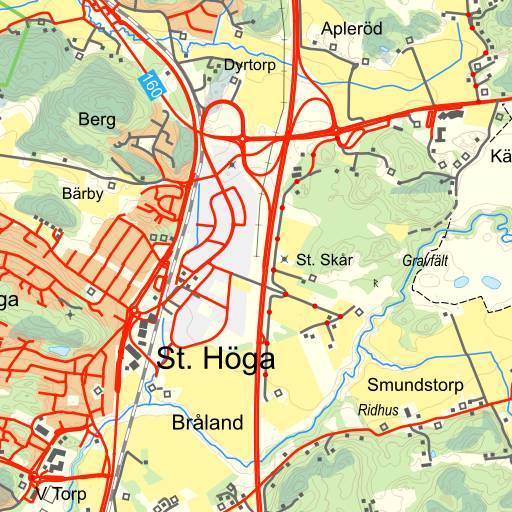 Apleröd
Dyrtorp
160
Berg
Kä
Bärby
St. Skår
Gravfält
R
ga
St. Höga
Smundstorp
Ridhus
Bråland
V Torp